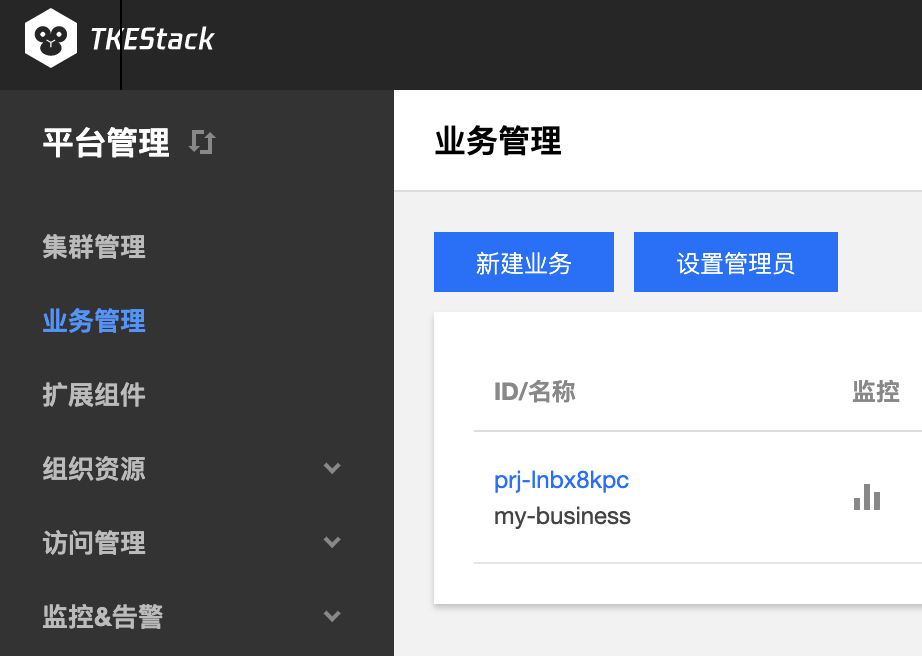 TKEStack
平台管理
集群管理
业务管理
扩展组件
组织资源
访问管理
监控&告警
业务管理
新建业务
设置管理员
ID/名称
监控
prj-lnbx8kpc
my-business